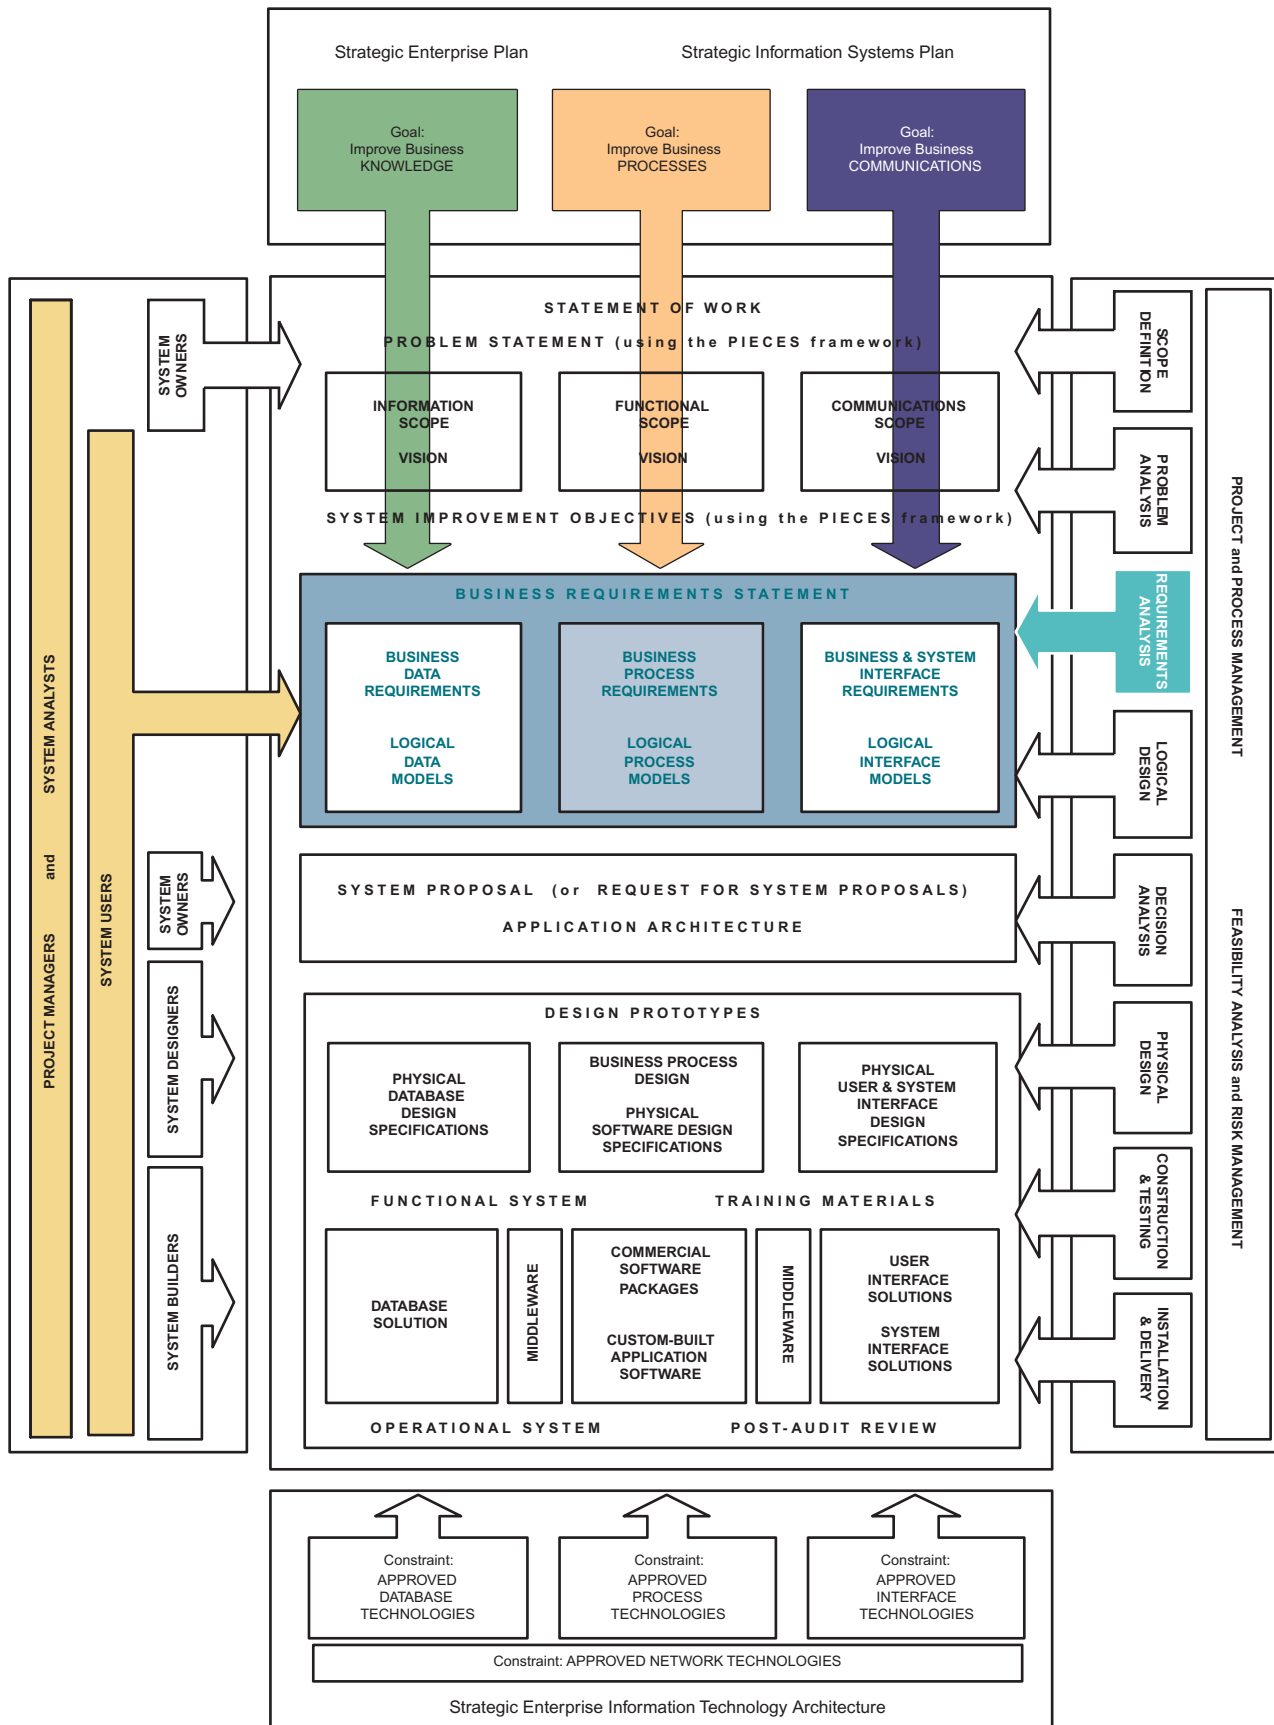 Strategic Enterprise Plan
Strategic Information Systems Plan
Goal:
Improve Business
KNOWLEDGE
Goal:
Improve Business
PROCESSES
Goal:
Improve Business
COMMUNICATIONS
SYSTEM ANALYSTS
and
PROJECT MANAGERS
SYSTEM USERS
SYSTEM
OWNERS
SYSTEM
OWNERS
SYSTEM DESIGNERS
SYSTEM BUILDERS
STATEMENT OF WORK
PROBLEM STATEMENT (using the PIECES framework)
INFORMATION
SCOPE
VISION
FUNCTIONAL
SCOPE
VISION
COMMUNICATIONS
SCOPE
VISION
SYSTEM IMPROVEMENT OBJECTIVES (using the PIECES framework)
BUSINESS REQUIREMENTS STATEMENT
BUSINESS
DATA
REQUIREMENTS
LOGICAL
DATA
MODELS
BUSINESS
PROCESS
REQUIREMENTS
LOGICAL
PROCESS
MODELS
BUSINESS & SYSTEM
INTERFACE
REQUIREMENTS
LOGICAL
INTERFACE
MODELS
SYSTEM PROPOSAL (or REQUEST FOR SYSTEM PROPOSALS)
APPLICATION ARCHITECTURE
DESIGN PROTOTYPES
PHYSICAL
DATABASE
DESIGN
SPECIFICATIONS
BUSINESS PROCESS
DESIGN
PHYSICAL
SOFTWARE DESIGN
SPECIFICATIONS
PHYSICAL
USER & SYSTEM
INTERFACE
DESIGN
SPECIFICATIONS
FUNCTIONAL SYSTEM
TRAINING MATERIALS
DATABASE
SOLUTION
MIDDLEWARE
COMMERCIAL
SOFTWARE
PACKAGES
CUSTOM-BUILT
APPLICATION
SOFTWARE
MIDDLEWARE
USER
INTERFACE
SOLUTIONS
SYSTEM
INTERFACE
SOLUTIONS
OPERATIONAL SYSTEM
POST-AUDIT REVIEW
SCOPE
DEFINITION
PROBLEM
ANALYSIS
REQUIREMENTS
ANALYSIS
LOGICAL
DESIGN
DECISION
ANALYSIS
PHYSICAL
DESIGN
CONSTRUCTION
& TESTING
INSTALLATION
& DELIVERY
PROJECT and PROCESS MANAGEMENT
FEASIBILITY ANALYSIS and RISK MANAGEMENT
Constraint:
APPROVED
DATABASE
TECHNOLOGIES
Constraint:
APPROVED
PROCESS
TECHNOLOGIES
Constraint:
APPROVED
INTERFACE
TECHNOLOGIES
Constraint: APPROVED NETWORK TECHNOLOGIES
Strategic Enterprise Information Technology Architecture